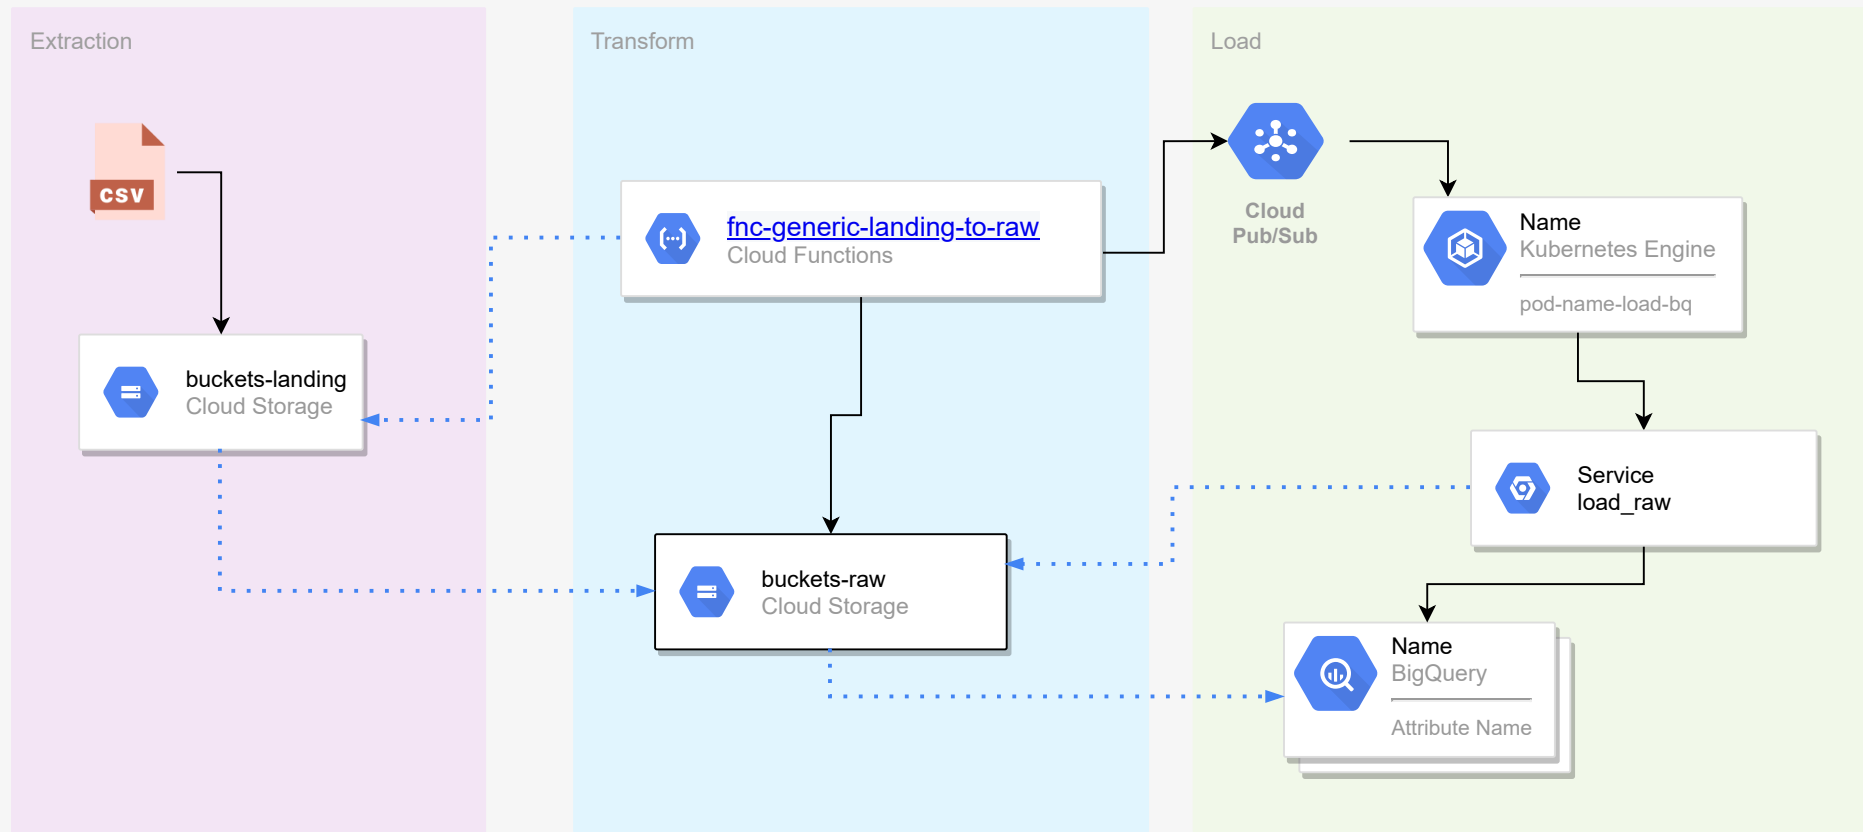 Extraction
Transform
Load
CSV
buckets-landing
Cloud Storage
fnc-generic-landing-to-raw
Cloud Functions
buckets-raw
Cloud Storage
Cloud
Pub/Sub
Name
Kubernetes Engine
pod-name-load-bq
Service
load_raw
Name
BigQuery
Attribute Name